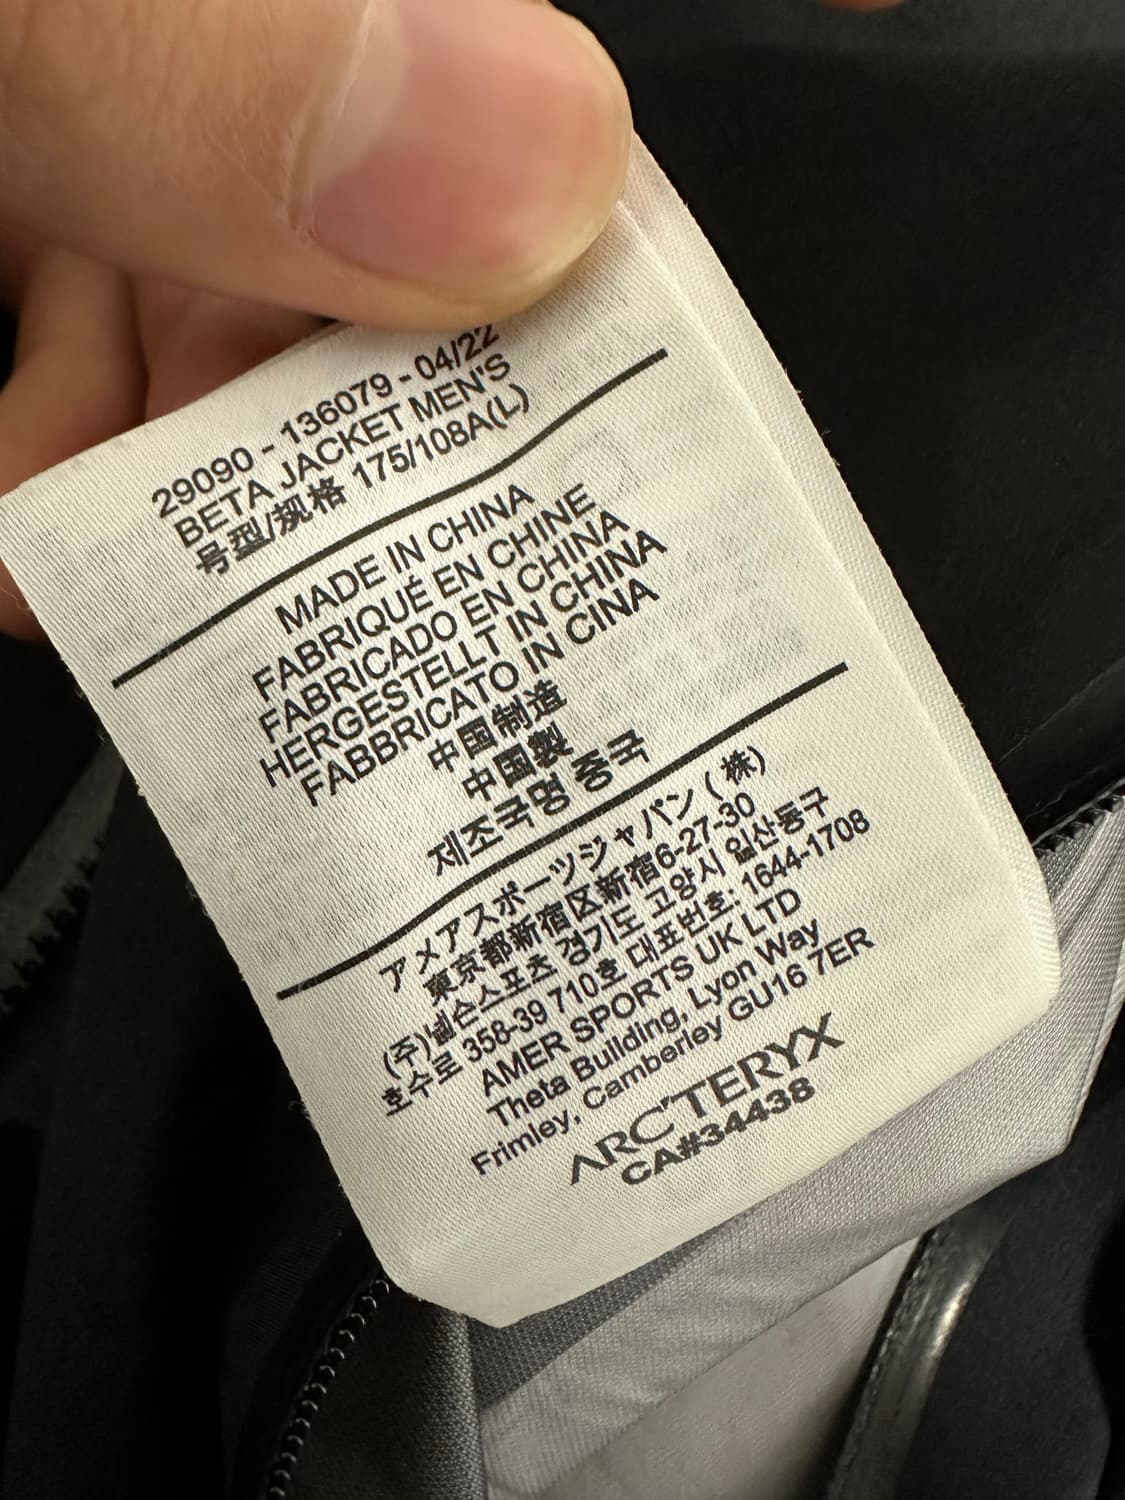 29090 - 136079 - 04/22
BETA JACKET MEN'S
号型/规格 175/108A(L)
MADE IN CHINA
FABRIQUÉ EN CHINE
FABRICADO EN CHINA
HERGESTELLT IN CHINA
FABBRICATO IN CINA
中国制造
中国製
제조국명 중국
アメアスポーツジャパン(株)
東京都新宿区新宿6-27-30
(주)넬슨스포츠 경기도 고양시 일산동구
호수로 358-39 710호 대표번호: 1644-1708
AMER SPORTS UK LTD
Theta Building, Lyon Way
Frimley, Camberley GU16 7ER
ARC'TERYX
CA#34438